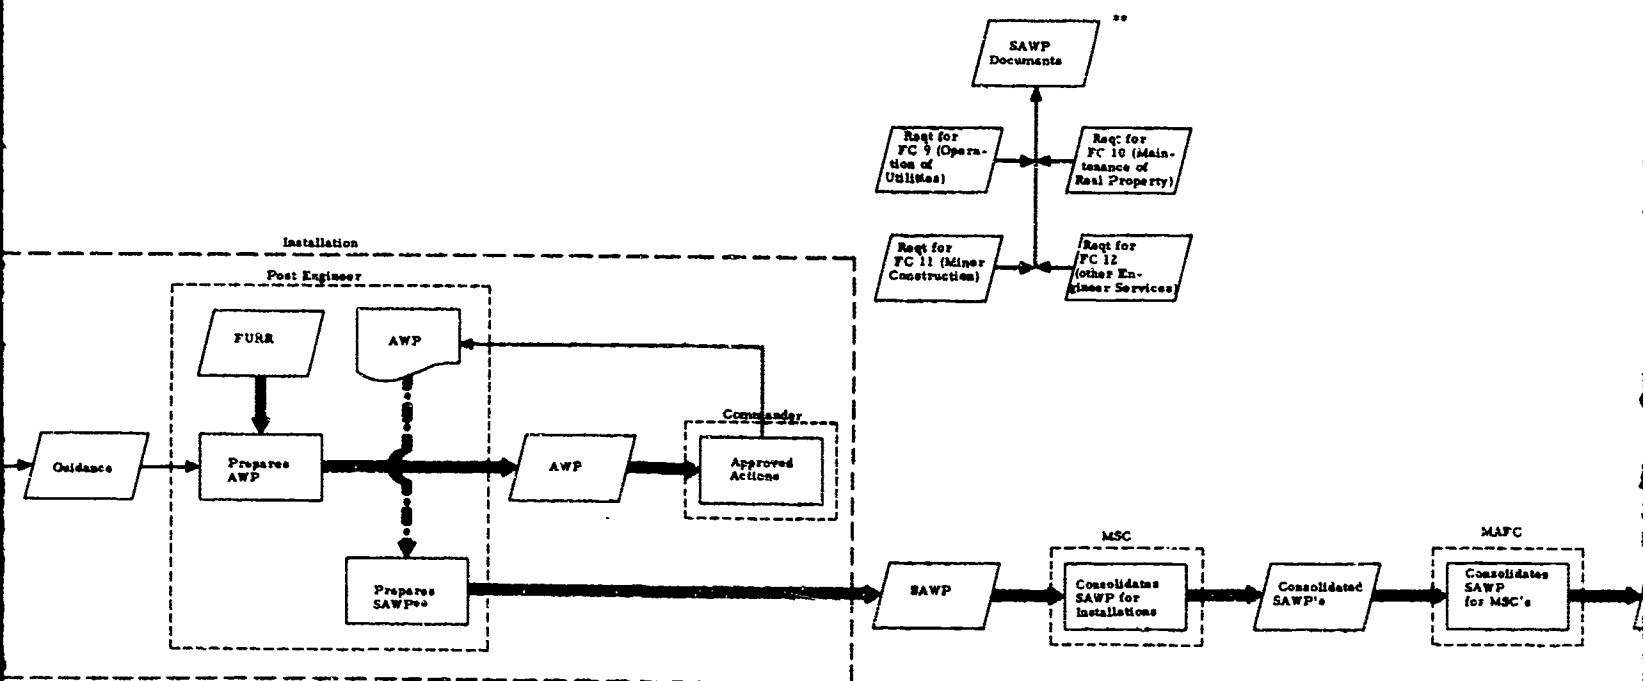 **
SAWP
Documents
Reqt for
FC 9 (Opera-
tion of
Utilities)
Reqt for
FC 10 (Main-
tenance of
Real Property)
Reqt for
FC 11 (Minor
Construction)
Reqt for
FC 12
(other En-
gineer Services)
Installation
Post Engineer
FURR
AWP
Commander
Guidance
Prepares
AWP
AWP
Approved
Actions
Prepares
SAWP**
SAWP
MSC
Consolidates
SAWP for
Installations
Consolidated
SAWP's
MAFC
Consolidates
SAWP
for MSC's